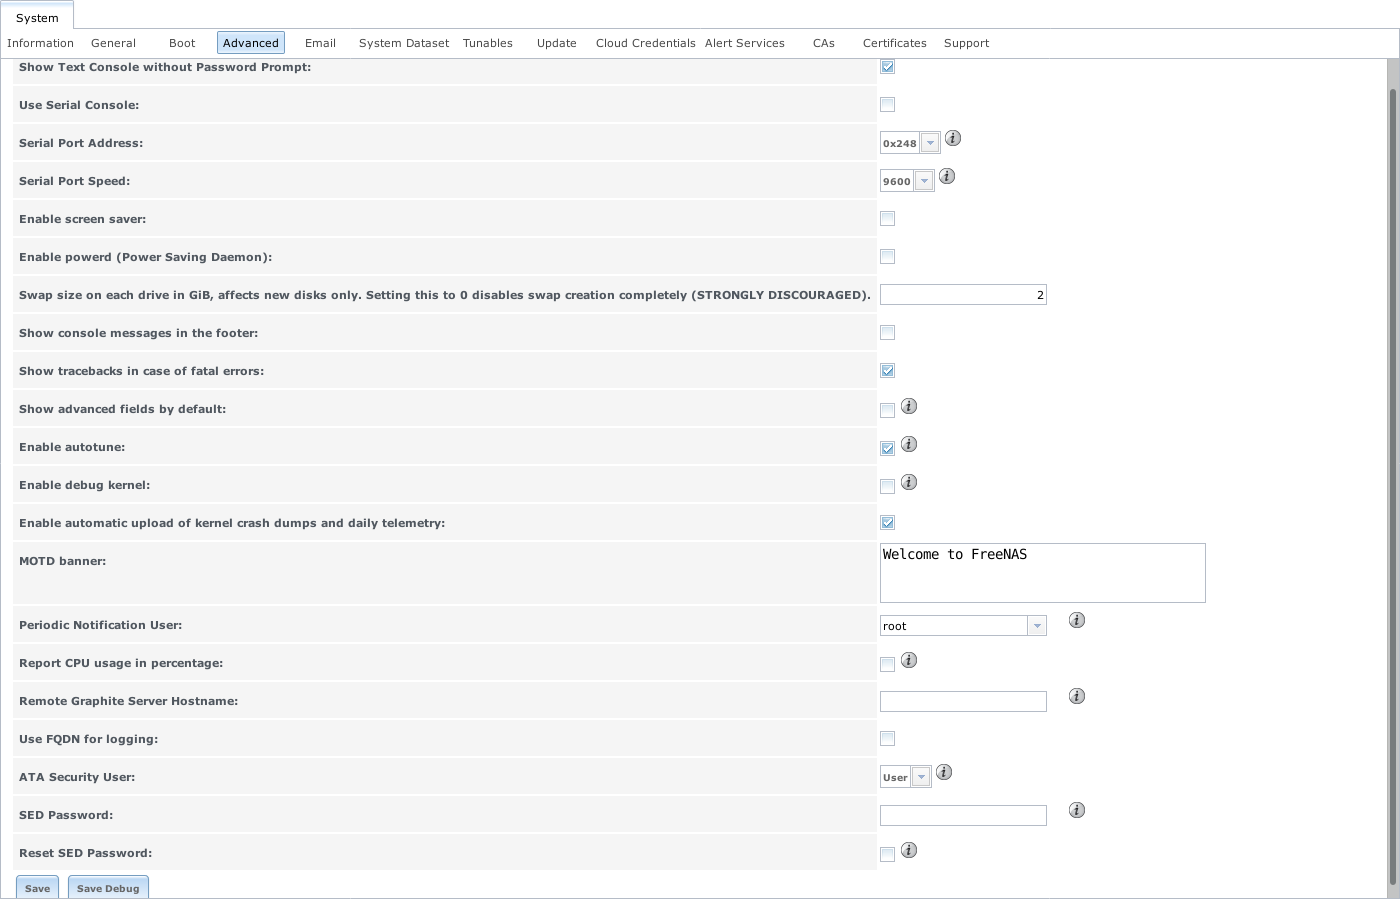 System
Information General Boot Advanced Email System Dataset Tunables Update Cloud Credentials Alert Services CAs Certificates Support
Show Text Console without Password Prompt:
Use Serial Console:
Serial Port Address: 0x248 i
Serial Port Speed: 9600 i
Enable screen saver:
Enable powerd (Power Saving Daemon):
Swap size on each drive in GiB, affects new disks only. Setting this to 0 disables swap creation completely (STRONGLY DISCOURAGED). 2
Show console messages in the footer:
Show tracebacks in case of fatal errors:
Show advanced fields by default: i
Enable autotune: i
Enable debug kernel: i
Enable automatic upload of kernel crash dumps and daily telemetry:
MOTD banner: Welcome to FreeNAS
Periodic Notification User: root i
Report CPU usage in percentage: i
Remote Graphite Server Hostname: i
Use FQDN for logging:
ATA Security User: User i
SED Password: i
Reset SED Password: i
Save Save Debug